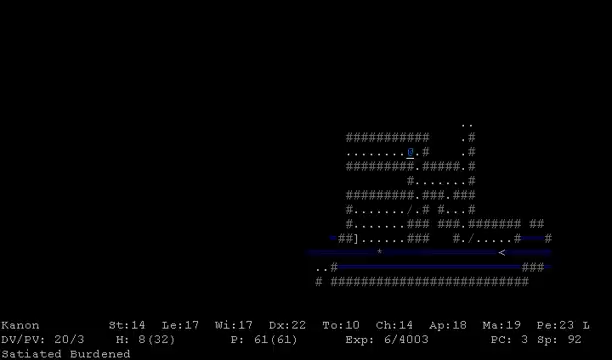 ..
########### .#
........@.# .#
#########.#####.#
#.......#
#########.###.###
#......./.# #...#
#.......### ###.####### ##
##]......### #./.....# #
* <
..# ###
# ##########################
Kanon St:14 Le:17 Wi:17 Dx:22 To:10 Ch:14 Ap:18 Ma:19 Pe:23 L
DV/PV: 20/3 H: 8(32) P: 61(61) Exp: 6/4003 PC: 3 Sp: 92
Satiated Burdened